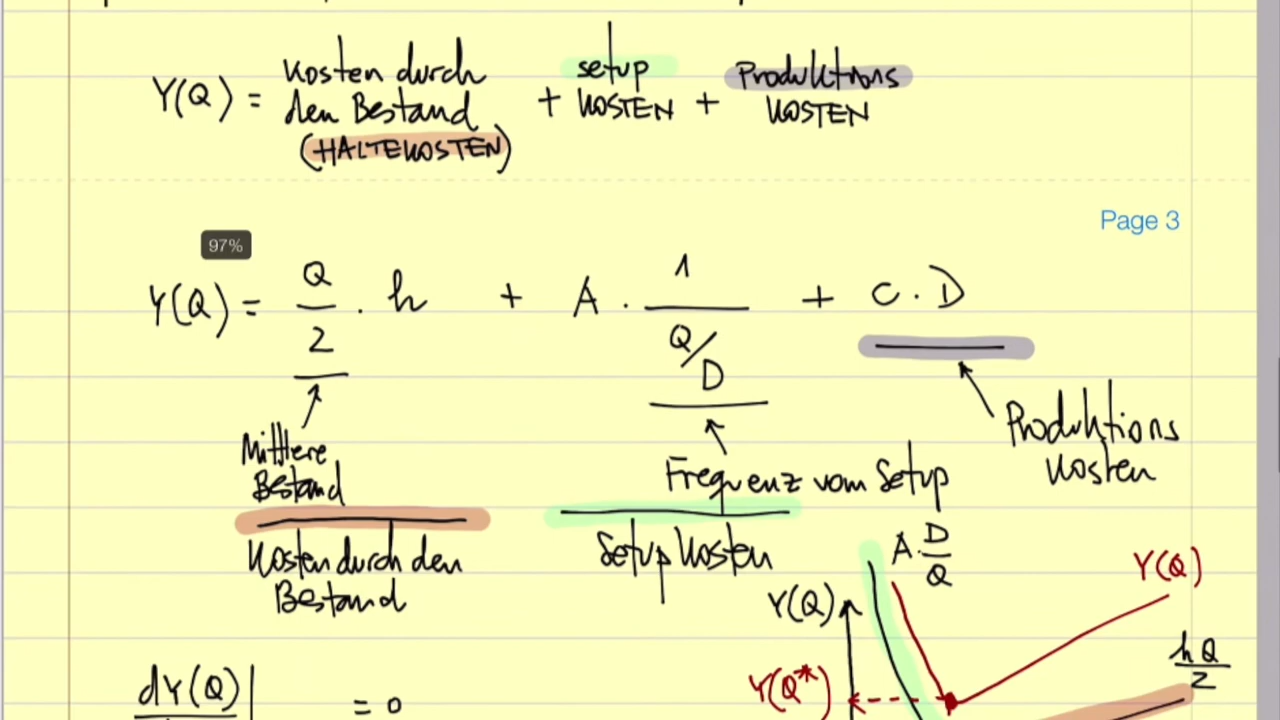 Y(Q) = Kosten durch den Bestand (HALTEKOSTEN) + setup KOSTEN + Produktions KOSTEN
Page 3
97%
Y(Q) = Q/2 · h + A · 1/(Q/D) + C · D
Mittlere
Bestand
Kosten durch den
Bestand
Frequenz vom Setup
Setup Kosten
Produktions
Kosten
A · D/Q
Y(Q)
Y(Q)
hQ/2
Y(Q*)
dY(Q) = 0